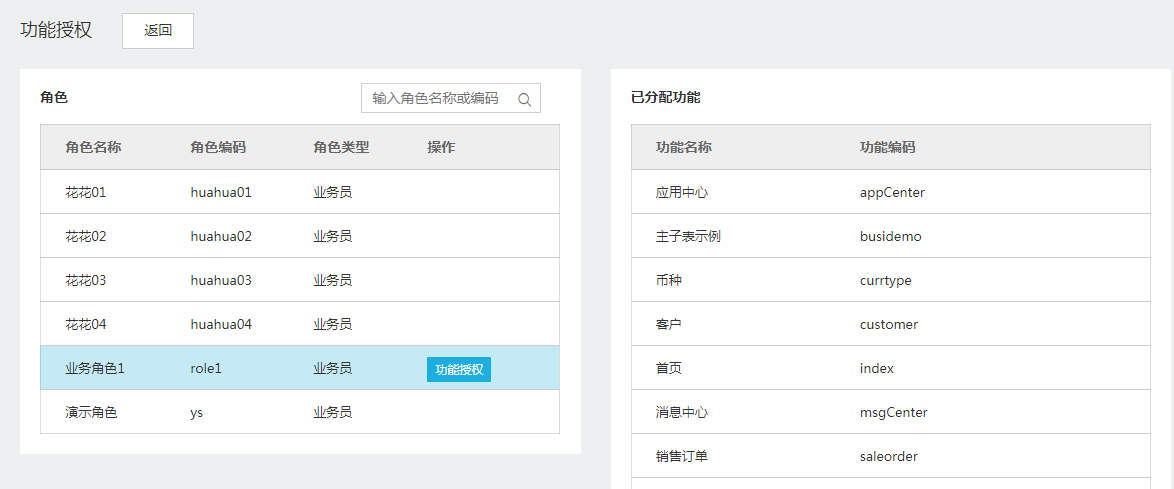 功能授权 返回
角色 输入角色名称或编码
角色名称 角色编码 角色类型 操作
花花01 huahua01 业务员
花花02 huahua02 业务员
花花03 huahua03 业务员
花花04 huahua04 业务员
业务角色1 role1 业务员 功能授权
演示角色 ys 业务员
已分配功能
功能名称 功能编码
应用中心 appCenter
主子表示例 busidemo
币种 currtype
客户 customer
首页 index
消息中心 msgCenter
销售订单 saleorder